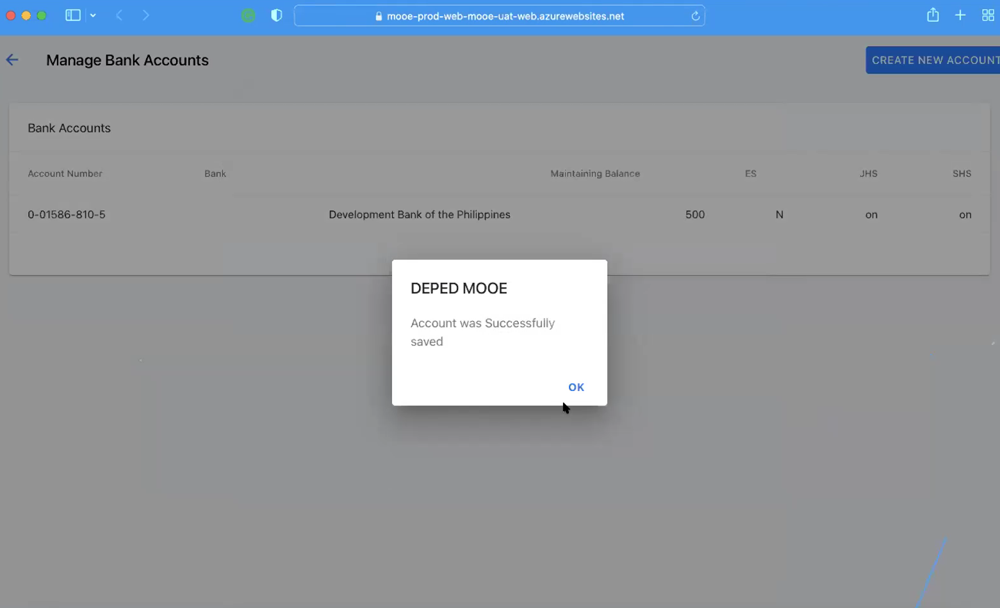 mooe-prod-web-mooe-uat-web.azurewebsites.net
Manage Bank Accounts
CREATE NEW ACCOUNT
Bank Accounts
Account Number Bank Maintaining Balance ES JHS SHS
0-01586-810-5 Development Bank of the Philippines 500 N on on
DEPED MOOE
Account was Successfully
saved
OK